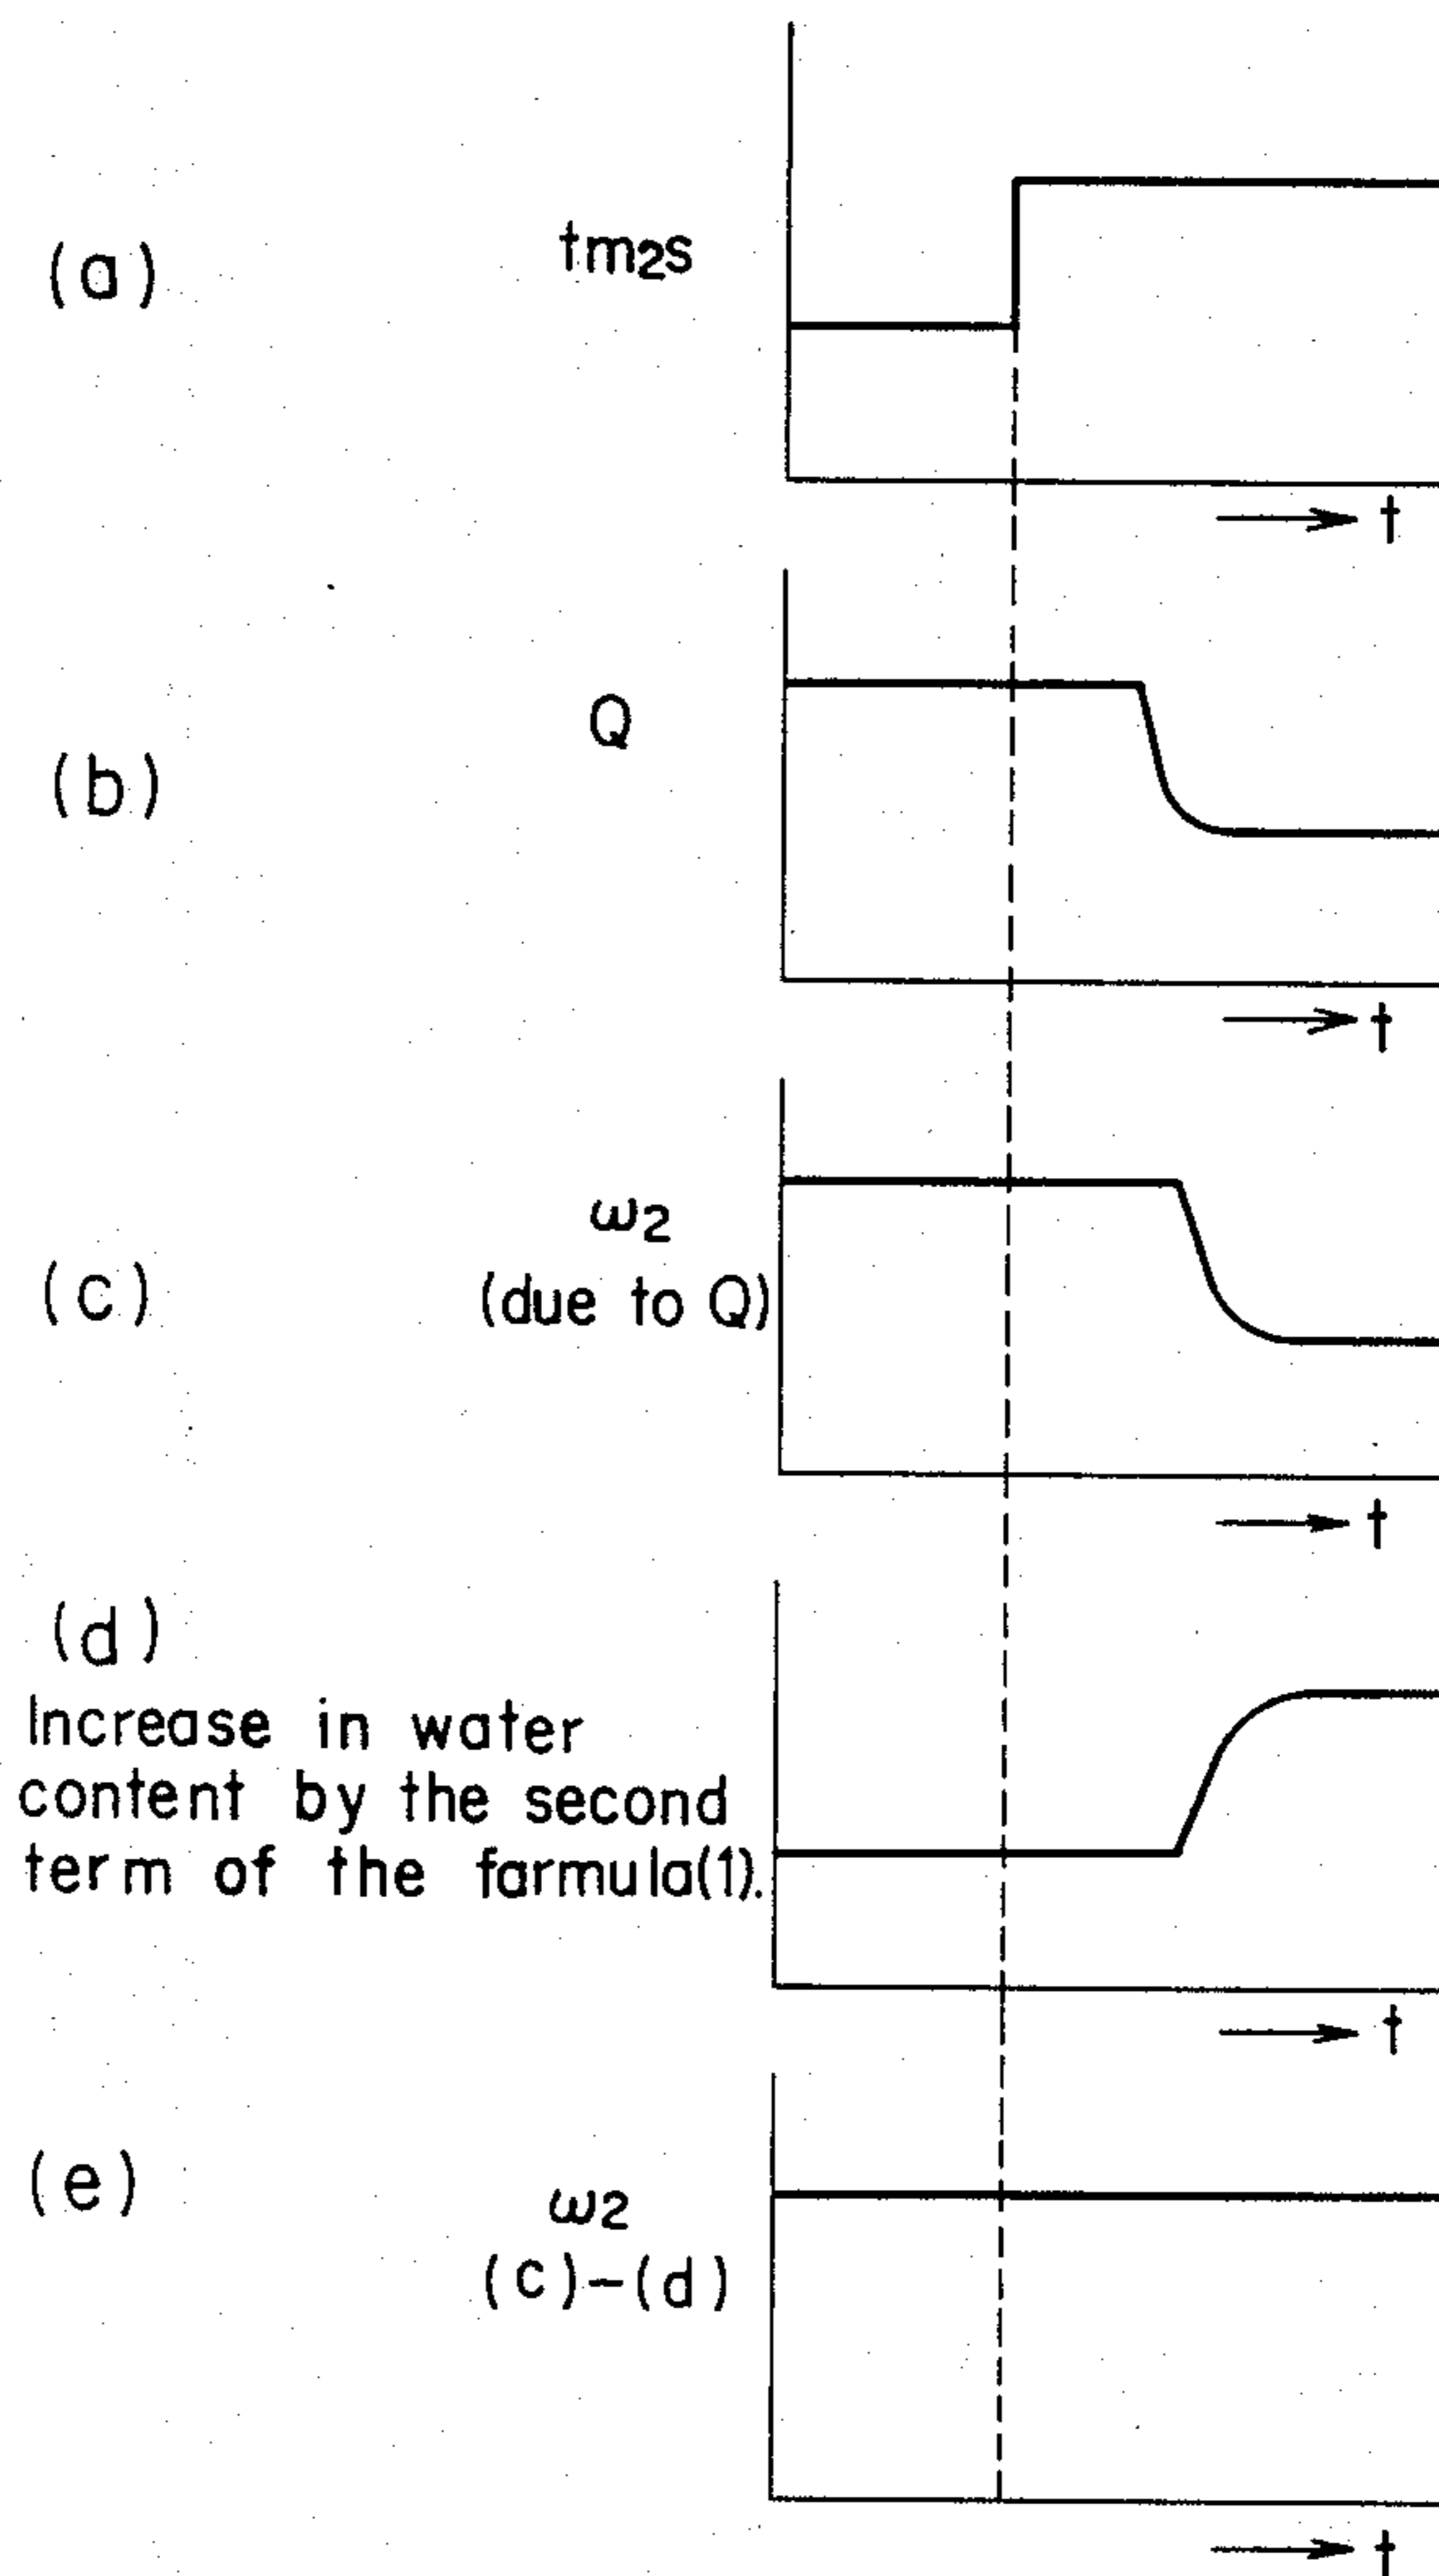 (a)
tm2s
t
Q
(b)
t
ω2
(c)
(due to Q)
t
(d)
Increase in water
content by the second
term of the farmula(1).
t
(e)
ω2
(c)-(d)
t